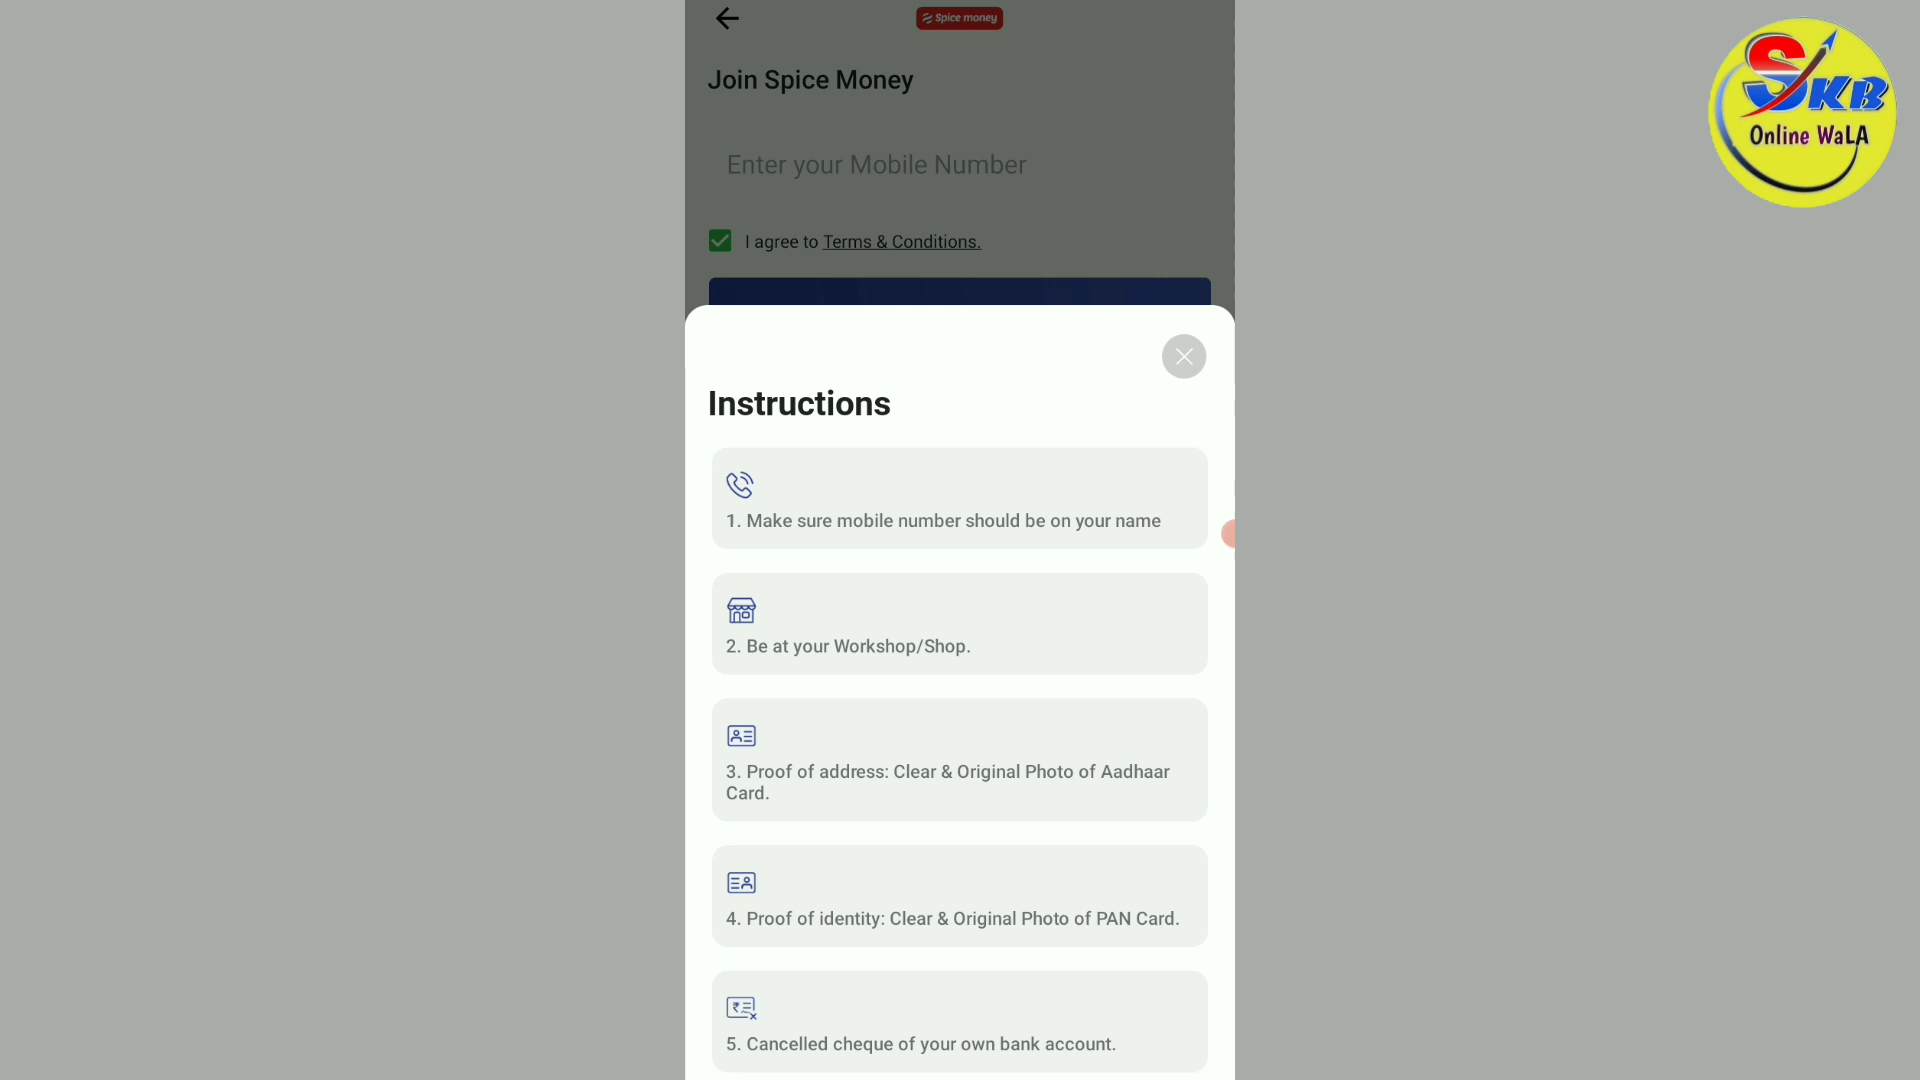 Spice money
Join Spice Money
Enter your Mobile Number
I agree to Terms & Conditions.
Instructions
1. Make sure mobile number should be on your name
2. Be at your Workshop/Shop.
3. Proof of address: Clear & Original Photo of Aadhaar
Card.
4. Proof of identity: Clear & Original Photo of PAN Card.
5. Cancelled cheque of your own bank account.
SKB
Online WaLA